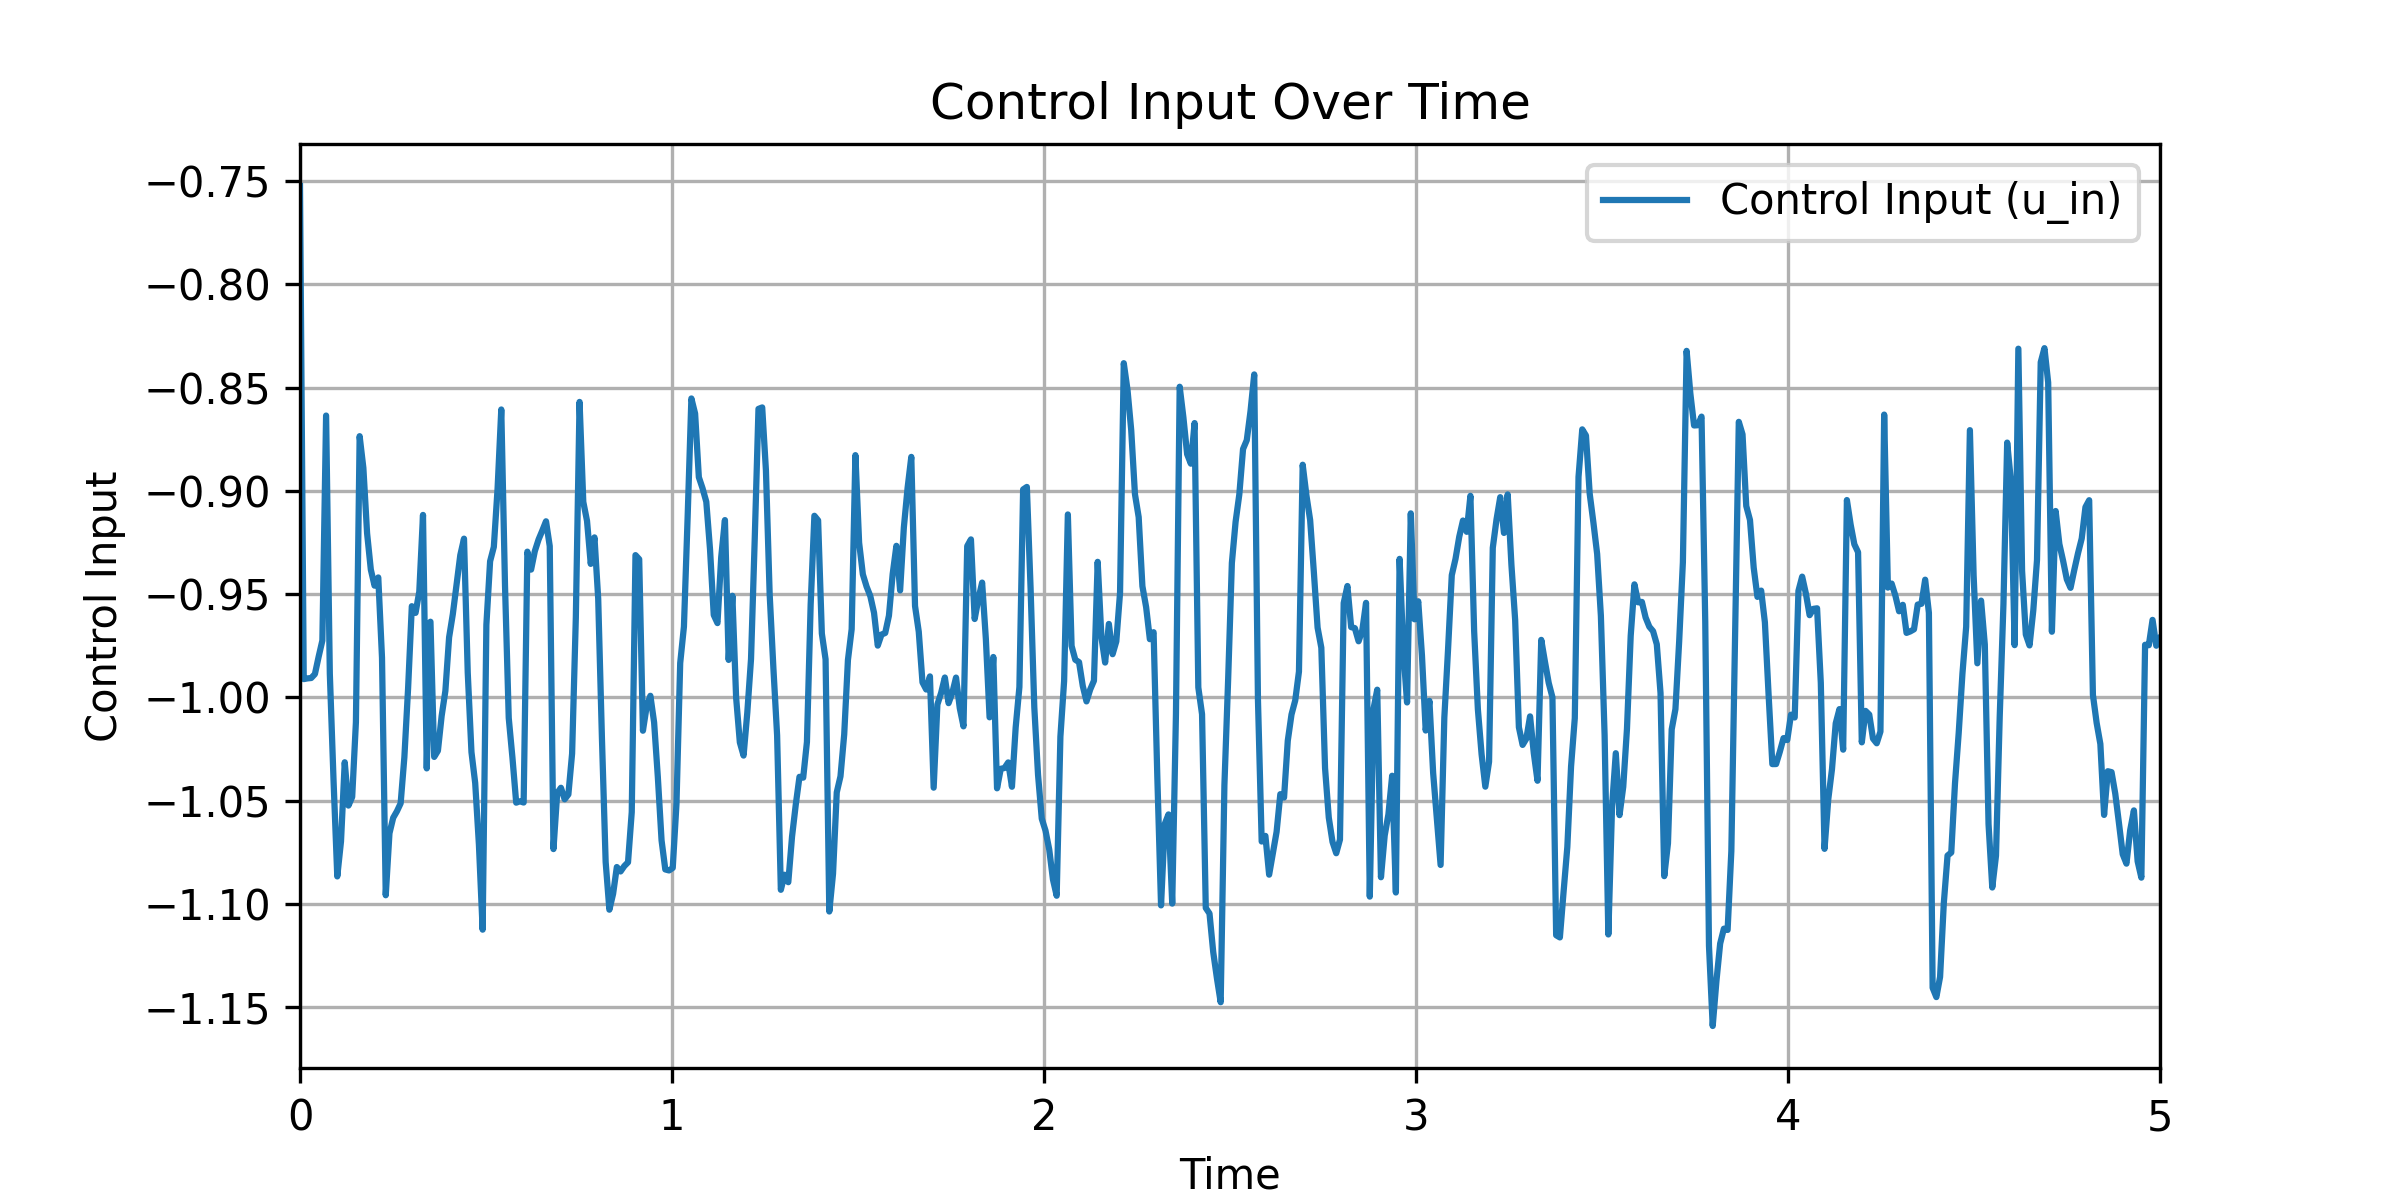 Control Input Over Time
Control Input (u_in)
−0.75
−0.80
−0.85
−0.90
−0.95
−1.00
−1.05
−1.10
−1.15
Control Input
0 1 2 3 4 5
Time